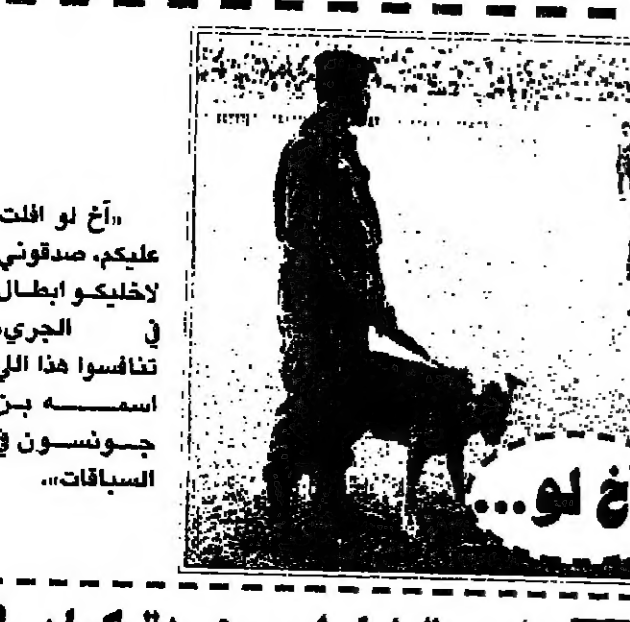 «آخ لو افلت
عليكم، صدقوني
لاخليكو ابطال
في الجري،
تنافسوا هذا اللي
اسمه بن
جونسون في
السباقات».
آخ لو...